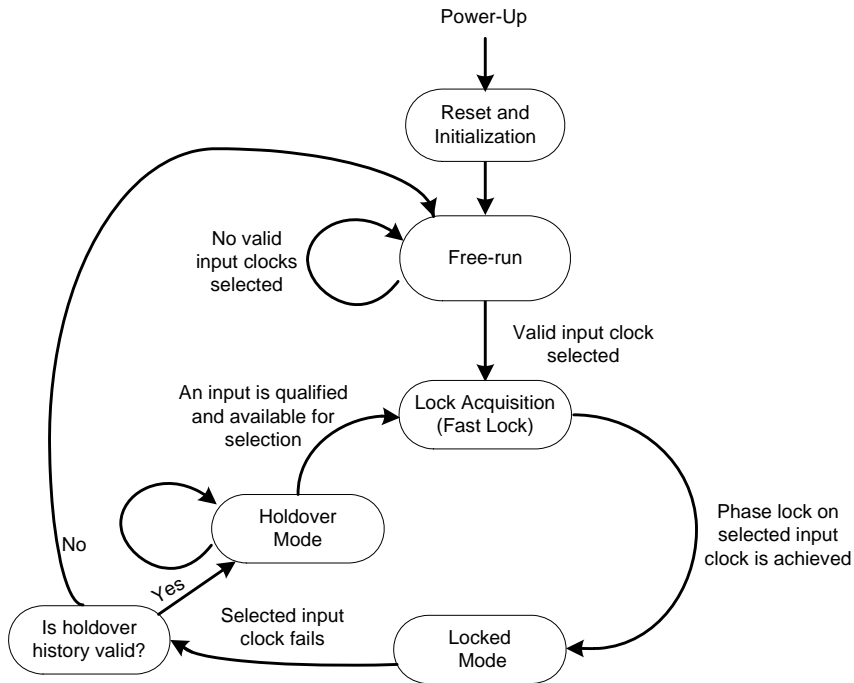 Power-Up
Reset and
Initialization
No valid
input clocks
selected
Free-run
Valid input clock
selected
An input is qualified
and available for
selection
Lock Acquisition
(Fast Lock)
Holdover
Mode
Phase lock on
selected input
clock is achieved
No
Yes
Selected input
clock fails
Is holdover
history valid?
Locked
Mode